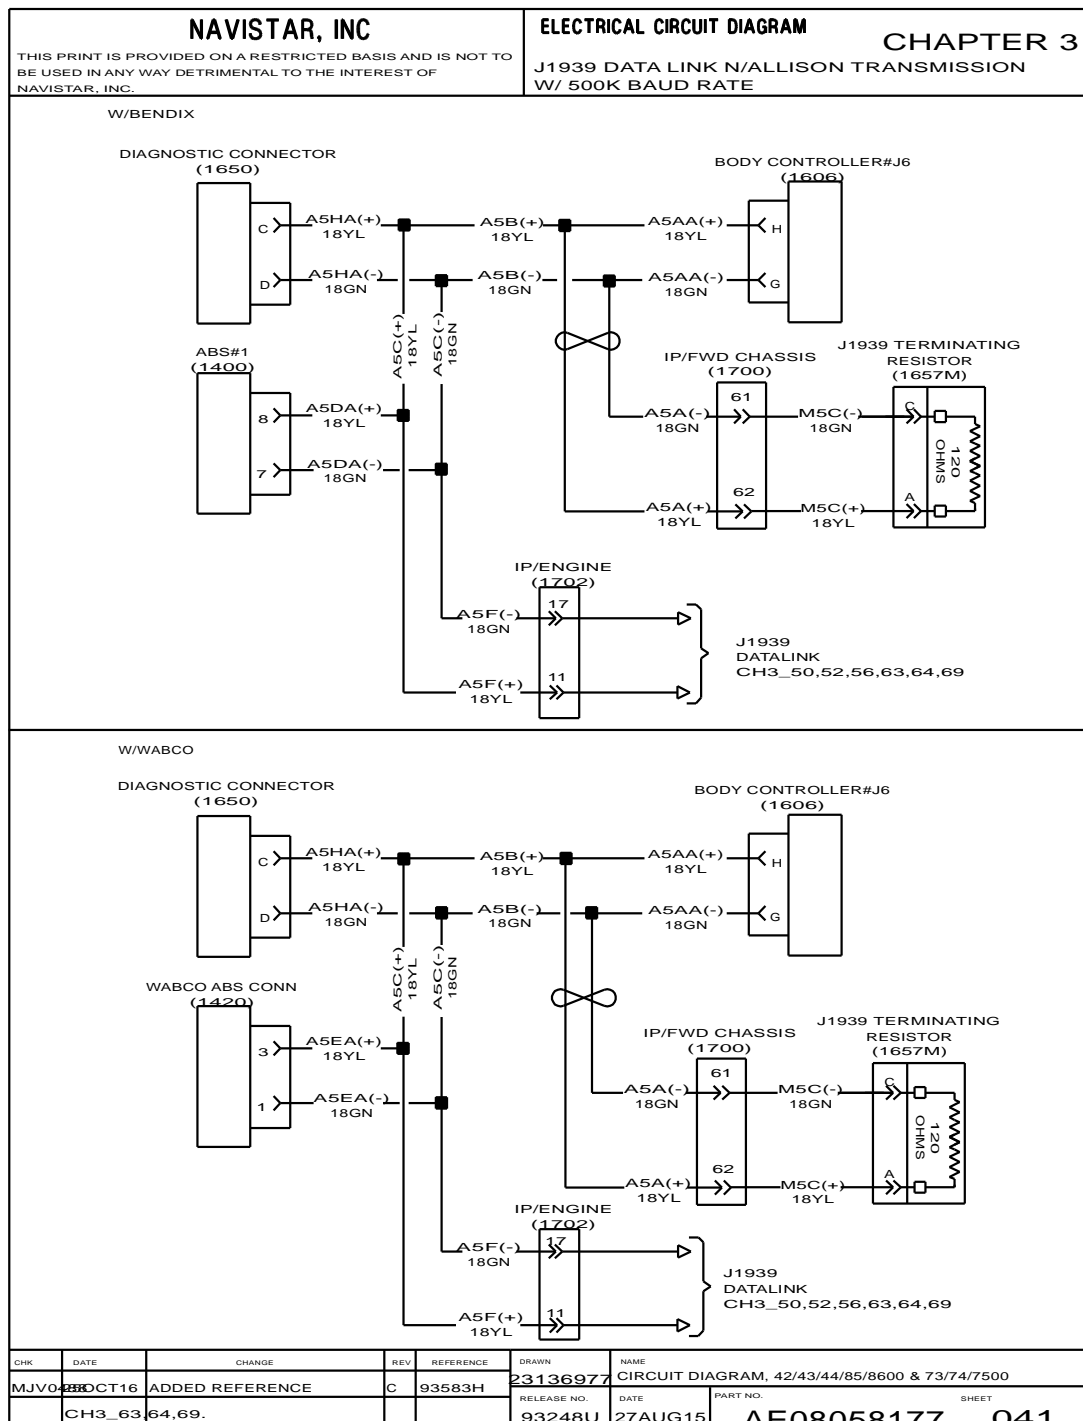 NAVISTAR, INC
THIS PRINT IS PROVIDED ON A RESTRICTED BASIS AND IS NOT TO
BE USED IN ANY WAY DETRIMENTAL TO THE INTEREST OF
NAVISTAR, INC.
ELECTRICAL CIRCUIT DIAGRAM
CHAPTER 3
J1939 DATA LINK N/ALLISON TRANSMISSION
W/ 500K BAUD RATE
W/BENDIX
DIAGNOSTIC CONNECTOR
(1650)
BODY CONTROLLER#J6
(1606)
C
A5HA(+)
18YL
A5B(+)
18YL
A5AA(+)
18YL
H
D
A5HA(-)
18GN
A5B(-)
18GN
A5AA(-)
18GN
G
A5C(+)
18YL
A5C(-)
18GN
ABS#1
(1400)
IP/FWD CHASSIS
(1700)
J1939 TERMINATING
RESISTOR
(1657M)
8
A5DA(+)
18YL
A5A(-)
18GN
61
M5C(-)
18GN
C
120
OHMS
7
A5DA(-)
18GN
A5A(+)
18YL
62
M5C(+)
18YL
A
IP/ENGINE
(1702)
A5F(-)
18GN
17
A5F(+)
18YL
11
J1939
DATALINK
CH3_50,52,56,63,64,69
W/WABCO
DIAGNOSTIC CONNECTOR
(1650)
BODY CONTROLLER#J6
(1606)
C
A5HA(+)
18YL
A5B(+)
18YL
A5AA(+)
18YL
H
D
A5HA(-)
18GN
A5B(-)
18GN
A5AA(-)
18GN
G
A5C(+)
18YL
A5C(-)
18GN
WABCO ABS CONN
(1420)
IP/FWD CHASSIS
(1700)
J1939 TERMINATING
RESISTOR
(1657M)
3
A5EA(+)
18YL
A5A(-)
18GN
61
M5C(-)
18GN
C
120
OHMS
1
A5EA(-)
18GN
A5A(+)
18YL
62
M5C(+)
18YL
A
IP/ENGINE
(1702)
A5F(-)
18GN
17
A5F(+)
18YL
11
J1939
DATALINK
CH3_50,52,56,63,64,69
CHK DATE CHANGE REV REFERENCE
OCT16 ADDED REFERENCE C 93583H
CH3_63,64,69.
DRAWN
23136977
NAME
CIRCUIT DIAGRAM, 42/43/44/85/8600 & 73/74/7500
RELEASE NO.
93248U
DATE
27AUG15
PART NO.
AE08058177
SHEET
041